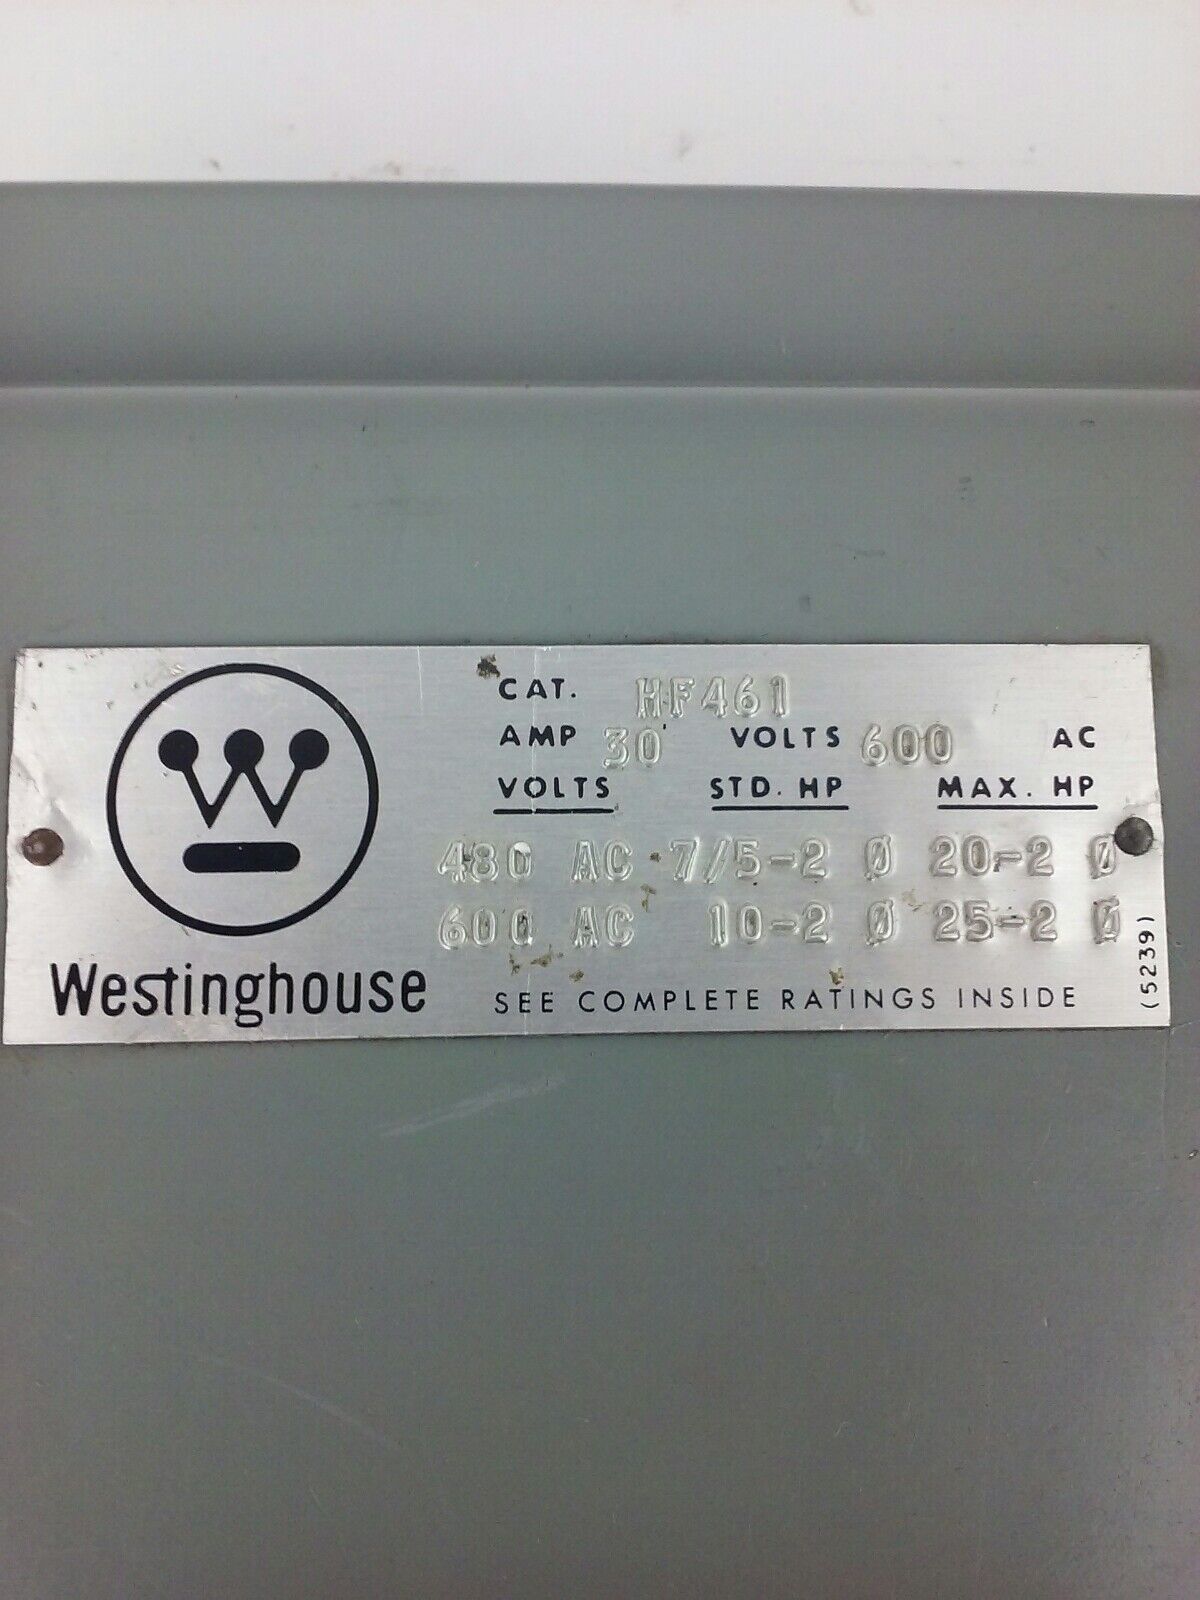 CAT. HF461
AMP 30 VOLTS 600 AC
VOLTS STD. HP MAX. HP
480 AC 7/5-2 Ø 20-2 Ø
600 AC 10-2 Ø 25-2 Ø
SEE COMPLETE RATINGS INSIDE
(5239)
W
Westinghouse